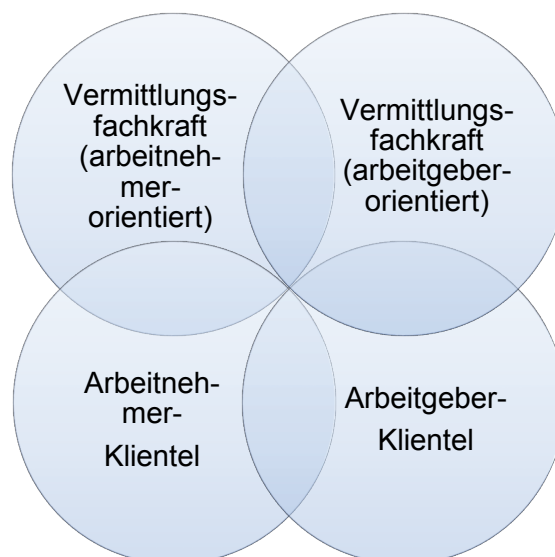 Vermittlungs-
fachkraft
(arbeitneh-
mer-
orientiert)
Vermittlungs-
fachkraft
(arbeitgeber-
orientiert)
Arbeitneh-
mer-
Klientel
Arbeitgeber-
Klientel